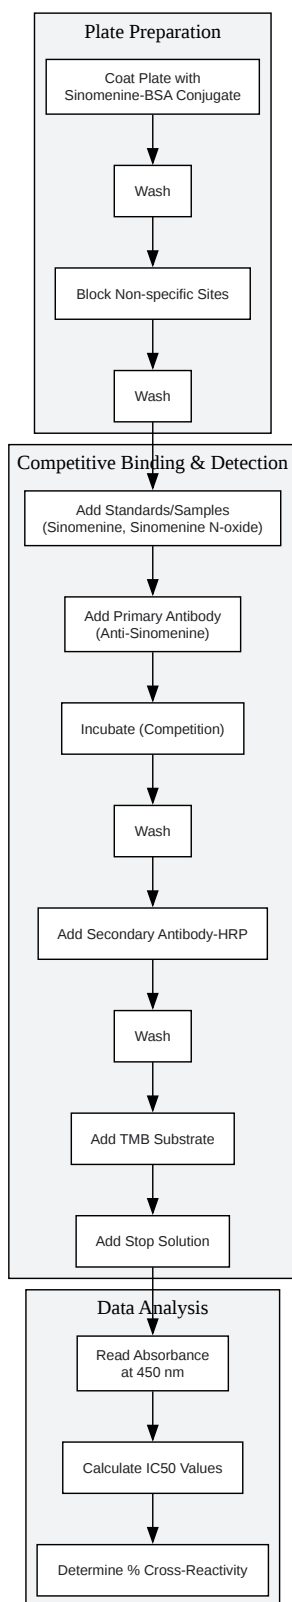 Plate Preparation
Coat Plate with
Sinomenine-BSA Conjugate
Wash
Block Non-specific Sites
Wash
Competitive Binding & Detection
Add Standards/Samples
(Sinomenine, Sinomenine N-oxide)
Add Primary Antibody
(Anti-Sinomenine)
Incubate (Competition)
Wash
Add Secondary Antibody-HRP
Wash
Add TMB Substrate
Add Stop Solution
Data Analysis
Read Absorbance
at 450 nm
Calculate IC50 Values
Determine % Cross-Reactivity